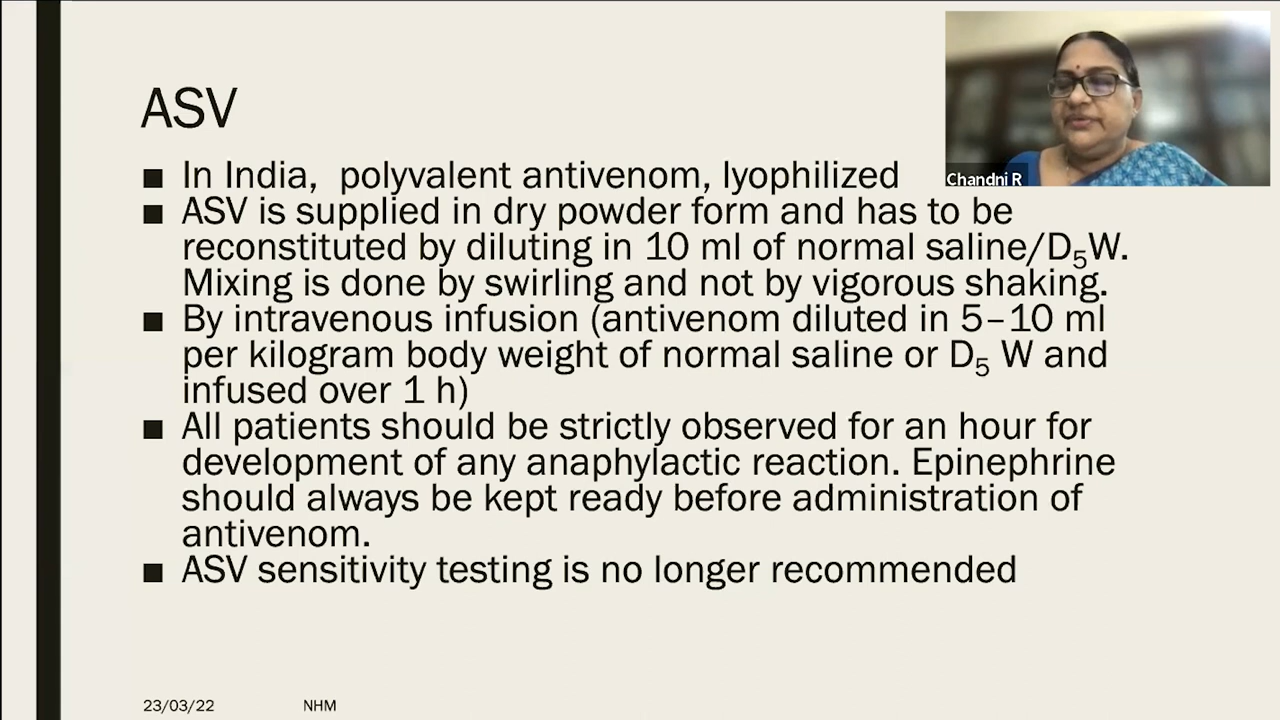 ASV
■ In India,  polyvalent antivenom, lyophilized
■ ASV is supplied in dry powder form and has to be
reconstituted by diluting in 10 ml of normal saline/D₅W.
Mixing is done by swirling and not by vigorous shaking.
■ By intravenous infusion (antivenom diluted in 5–10 ml
per kilogram body weight of normal saline or D₅ W and
infused over 1 h)
■ All patients should be strictly observed for an hour for
development of any anaphylactic reaction. Epinephrine
should always be kept ready before administration of
antivenom.
■ ASV sensitivity testing is no longer recommended
Chandni R
23/03/22 NHM